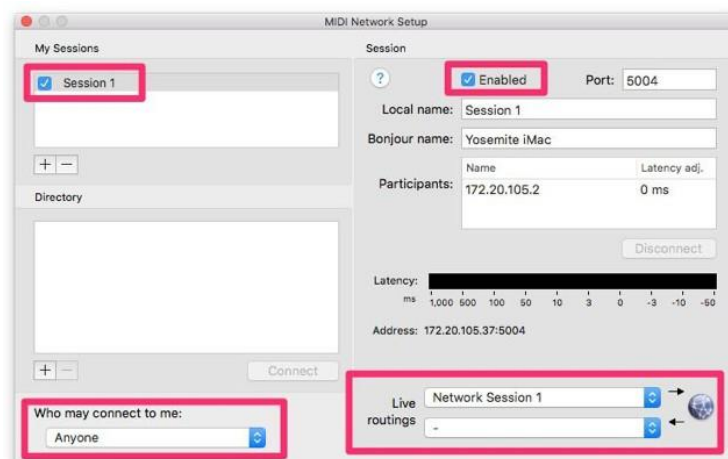 MIDI Network Setup
My Sessions
Session 1
+ −
Directory
+ −
Connect
Who may connect to me:
Anyone
Session
?
Enabled
Port: 5004
Local name: Session 1
Bonjour name: Yosemite iMac
Participants:
Name Latency adj.
172.20.105.2 0 ms
Disconnect
Latency:
ms 1,000 500 100 50 10 3 0 -3 -10 -50
Address: 172.20.105.37:5004
Live routings
Network Session 1
-